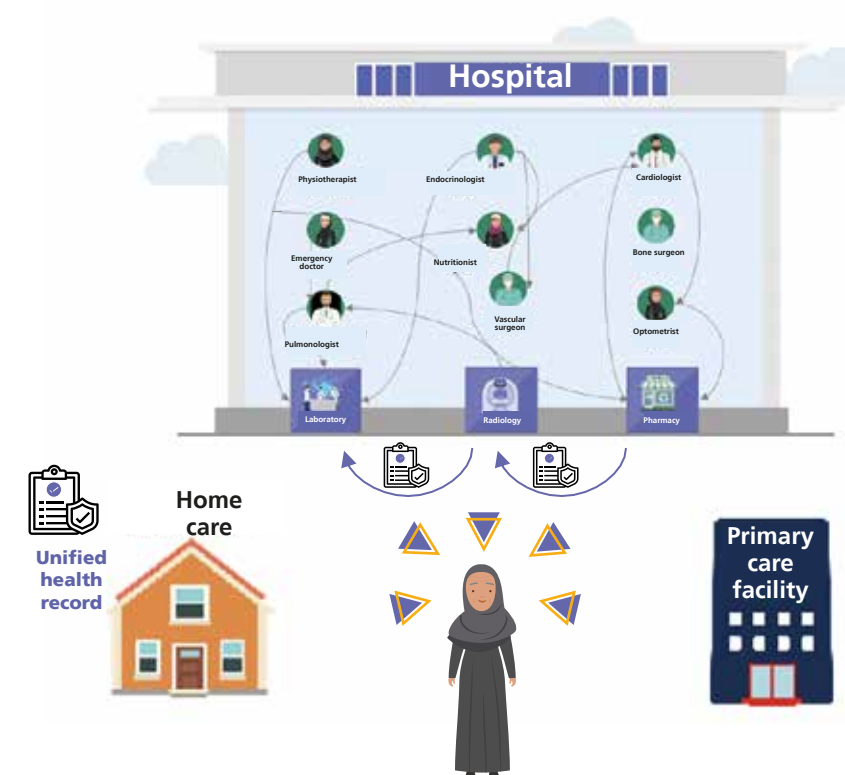 Hospital
Physiotherapist
Endocrinologist
Cardiologist
Emergency
doctor
Nutritionist
Bone surgeon
Vascular
surgeon
Optometrist
Pulmonologist
Laboratory
Radiology
Pharmacy
Unified
health
record
Home
care
Primary
care
facility